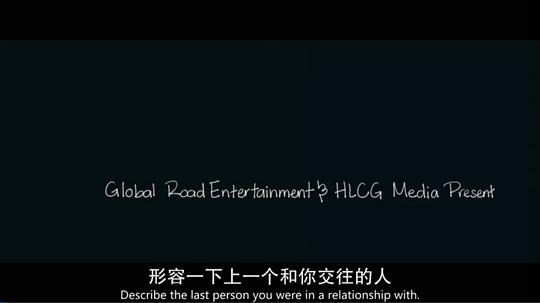 Global Road Entertainment & HLCG Media Present
形容一下上一个和你交往的人
Describe the last person you were in a relationship with.